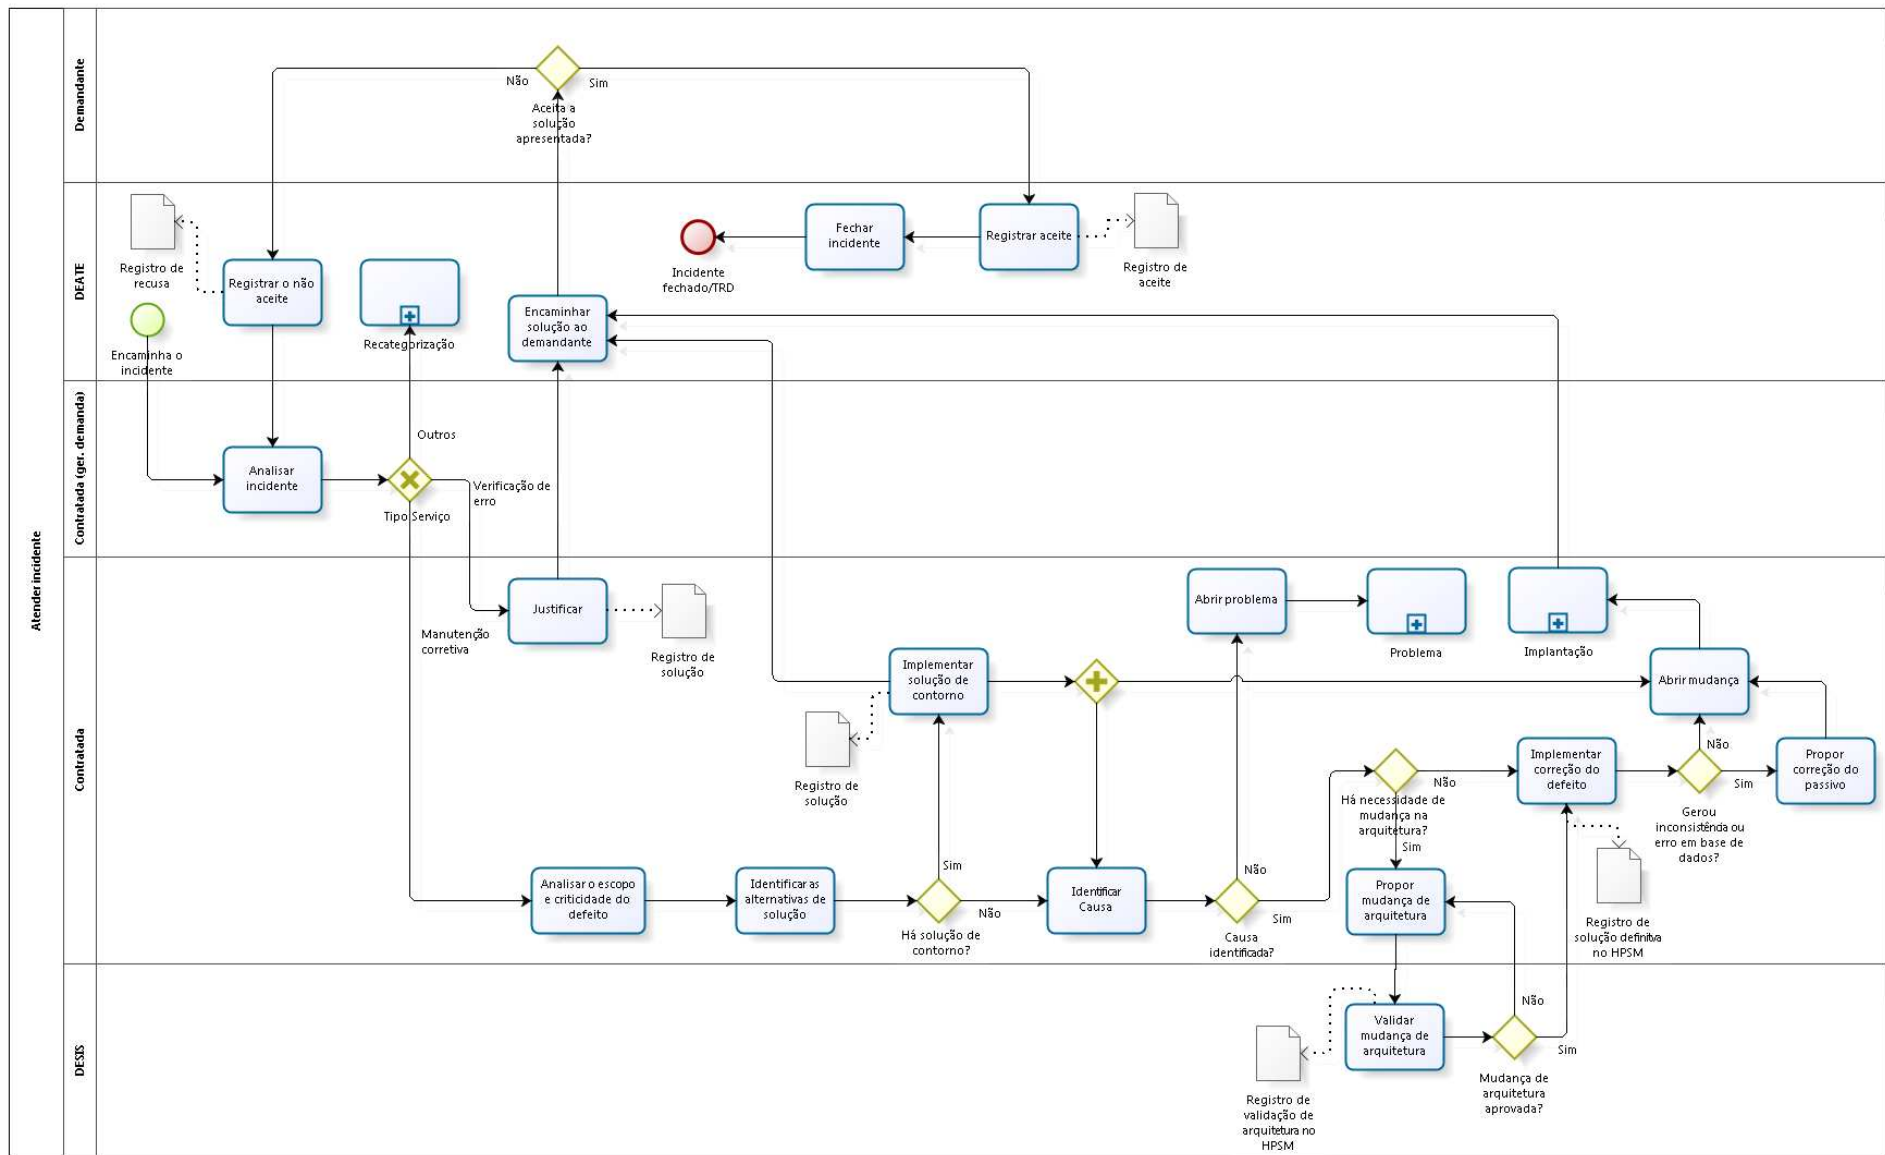 Atender incidente
Demandante
Não
Sim
Aceita a
solução
apresentada?
DEATE
Registro de
recusa
Registrar o não
aceite
Encaminha o
incidente
Recategorização
Encaminhar
solução ao
demandante
Incidente
fechado/TRD
Fechar
incidente
Registrar aceite
Registro de
aceite
Contratada (ger. demanda)
Analisar
incidente
Outros
Tipo Serviço
Verificação de
erro
Contratada
Manutenção
corretiva
Justificar
Registro de
solução
Implementar
solução de
contorno
Registro de
solução
Abrir problema
Problema
Implantação
Abrir mudança
Não
Há necessidade de
mudança na
arquitetura?
Sim
Implementar
correção do
defeito
Não
Sim
Gerou
inconsistência ou
erro em base de
dados?
Propor
correção do
passivo
Analisar o escopo
e criticidade do
defeito
Identificar as
alternativas de
solução
Sim
Não
Há solução de
contorno?
Identificar
Causa
Não
Sim
Causa
identificada?
Propor
mudança de
arquitetura
Registro de
solução definitva
no HPSM
DESIS
Validar
mudança de
arquitetura
Não
Sim
Mudança de
arquitetura
aprovada?
Registro de
validação de
arquitetura no
HPSM